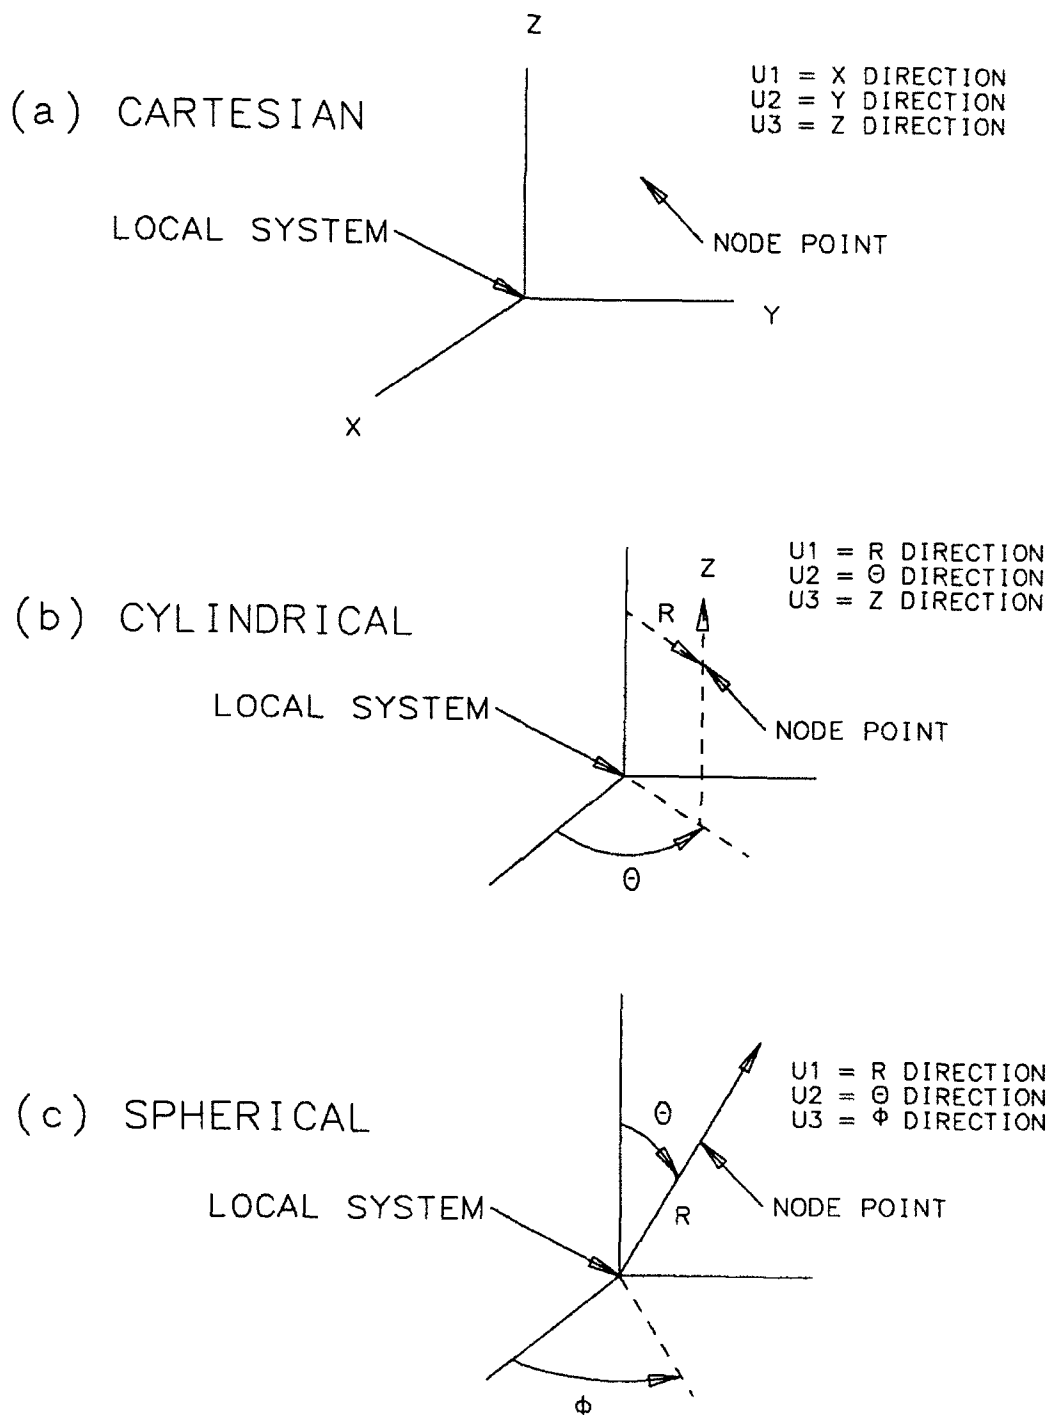 Z
(a) CARTESIAN
U1 = X DIRECTION
U2 = Y DIRECTION
U3 = Z DIRECTION
LOCAL SYSTEM
NODE POINT
Y
X
(b) CYLINDRICAL
U1 = R DIRECTION
U2 = Θ DIRECTION
U3 = Z DIRECTION
Z
R
LOCAL SYSTEM
NODE POINT
Θ
(c) SPHERICAL
U1 = R DIRECTION
U2 = Θ DIRECTION
U3 = Φ DIRECTION
Θ
LOCAL SYSTEM
R
NODE POINT
Φ